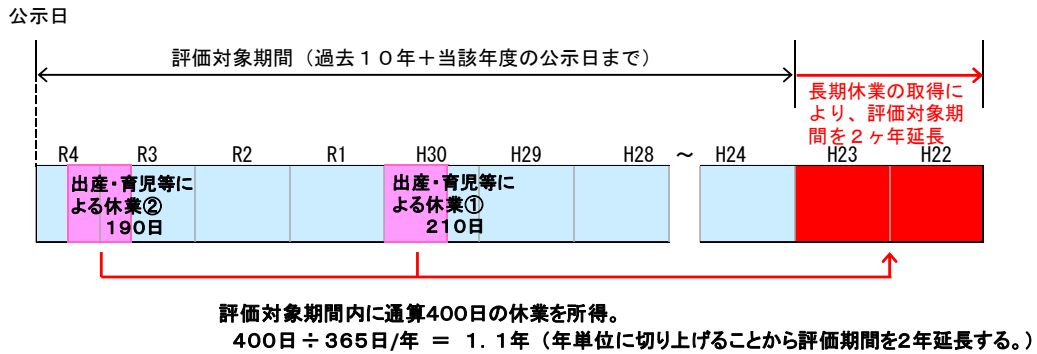 公示日
評価対象期間（過去１０年＋当該年度の公示日まで）
長期休業の取得に
より、評価対象期
間を２ヶ年延長
R4 R3 R2 R1 H30 H29 H28 ～ H24 H23 H22
出産・育児等に
よる休業②
190日
出産・育児等に
よる休業①
２１０日
評価対象期間内に通算400日の休業を所得。
４００日÷３６５日/年 ＝ １．１年（年単位に切り上げることから評価期間を2年延長する。）